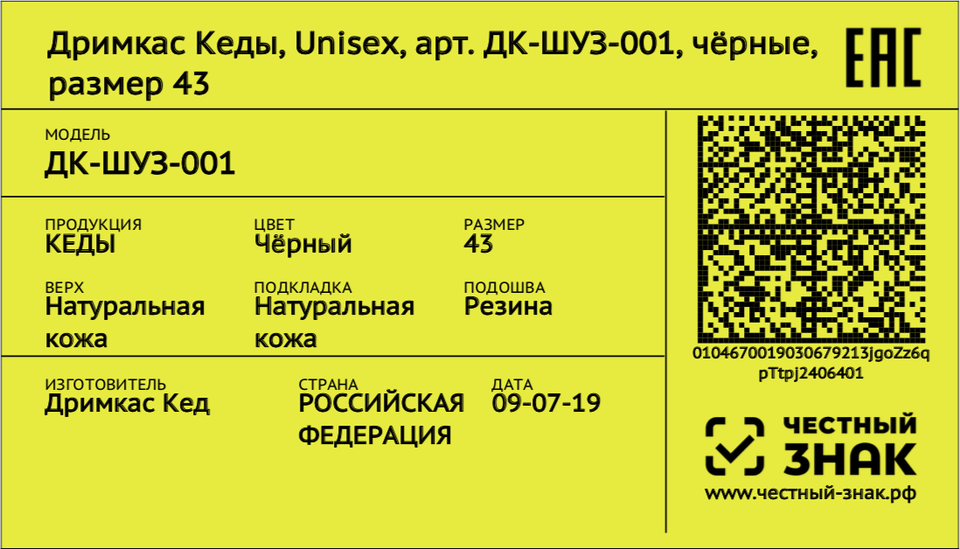 Дримкас Кеды, Unisex, арт. ДК-ШУЗ-001, чёрные,
размер 43
EAC
МОДЕЛЬ
ДК-ШУЗ-001
ПРОДУКЦИЯ ЦВЕТ РАЗМЕР
КЕДЫ Чёрный 43
ВЕРХ ПОДКЛАДКА ПОДОШВА
Натуральная Натуральная Резина
кожа кожа
ИЗГОТОВИТЕЛЬ СТРАНА ДАТА
Дримкас Кед РОССИЙСКАЯ 09-07-19
ФЕДЕРАЦИЯ
0104670019030679213jgoZz6q
pTtpj2406401
ЧЕСТНЫЙ
ЗНАК
www.честный-знак.рф